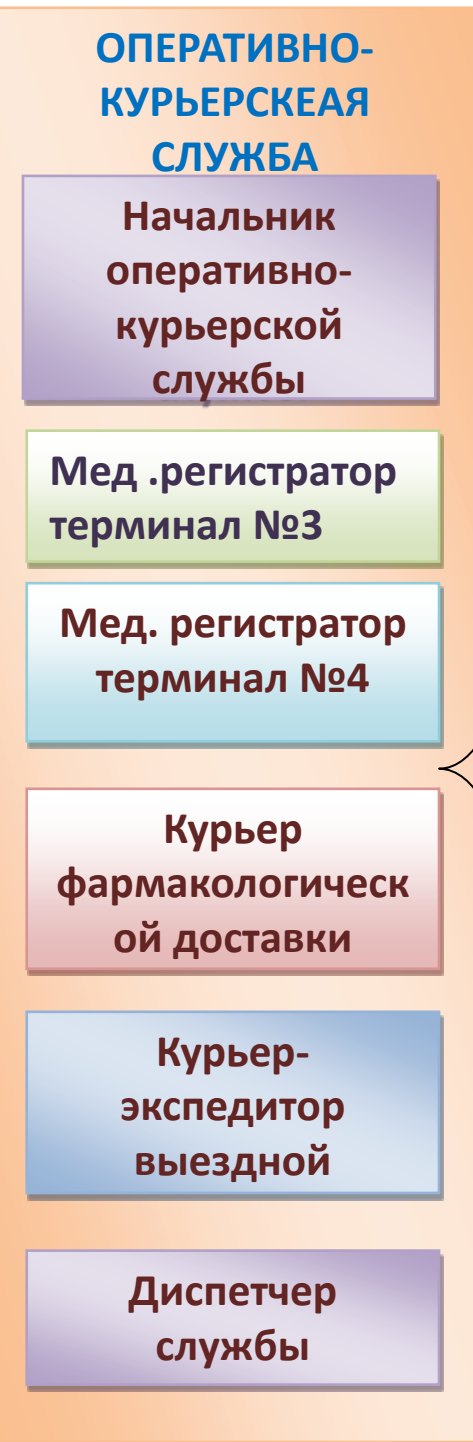 ОПЕРАТИВНО-
КУРЬЕРСКЕАЯ
СЛУЖБА
Начальник
оперативно-
курьерской
службы
Мед .регистратор
терминал №3
Мед. регистратор
терминал №4
Курьер
фармакологическ
ой доставки
Курьер-
экспедитор
выездной
Диспетчер
службы